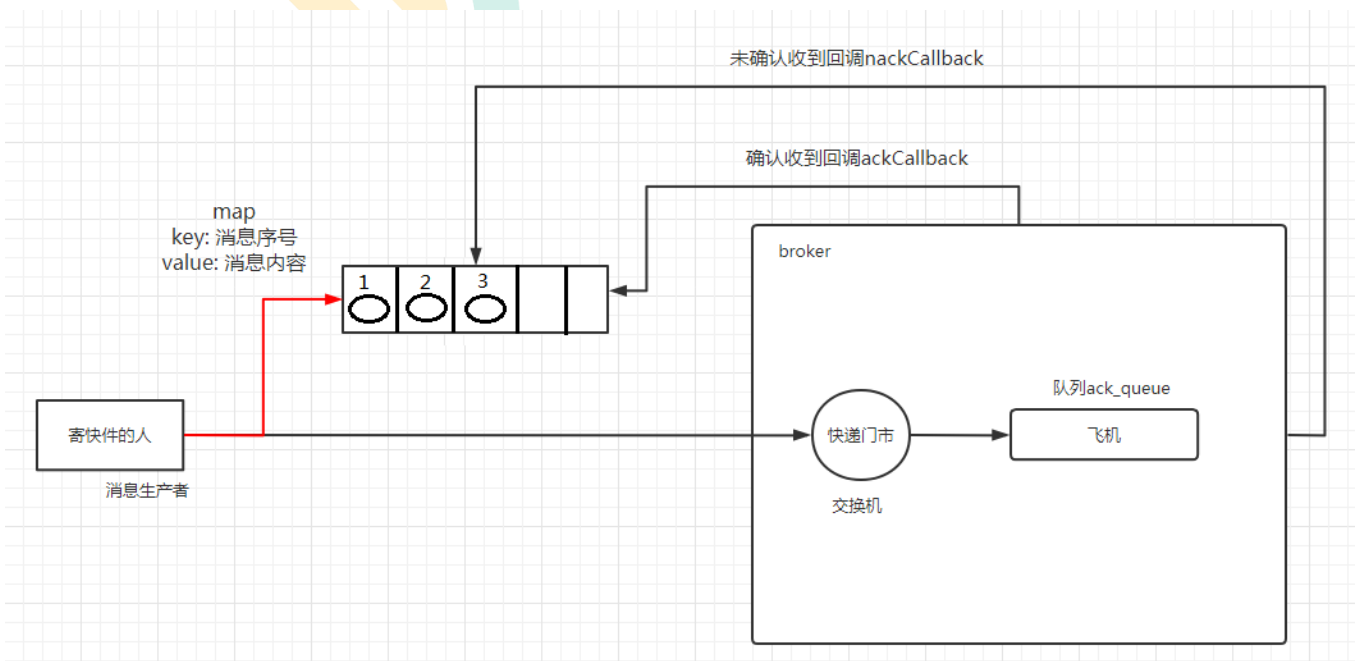 未确认收到回调nackCallback
确认收到回调ackCallback
map
key: 消息序号
value: 消息内容
1 2 3
broker
队列ack_queue
寄快件的人
快递门市
飞机
消息生产者
交换机